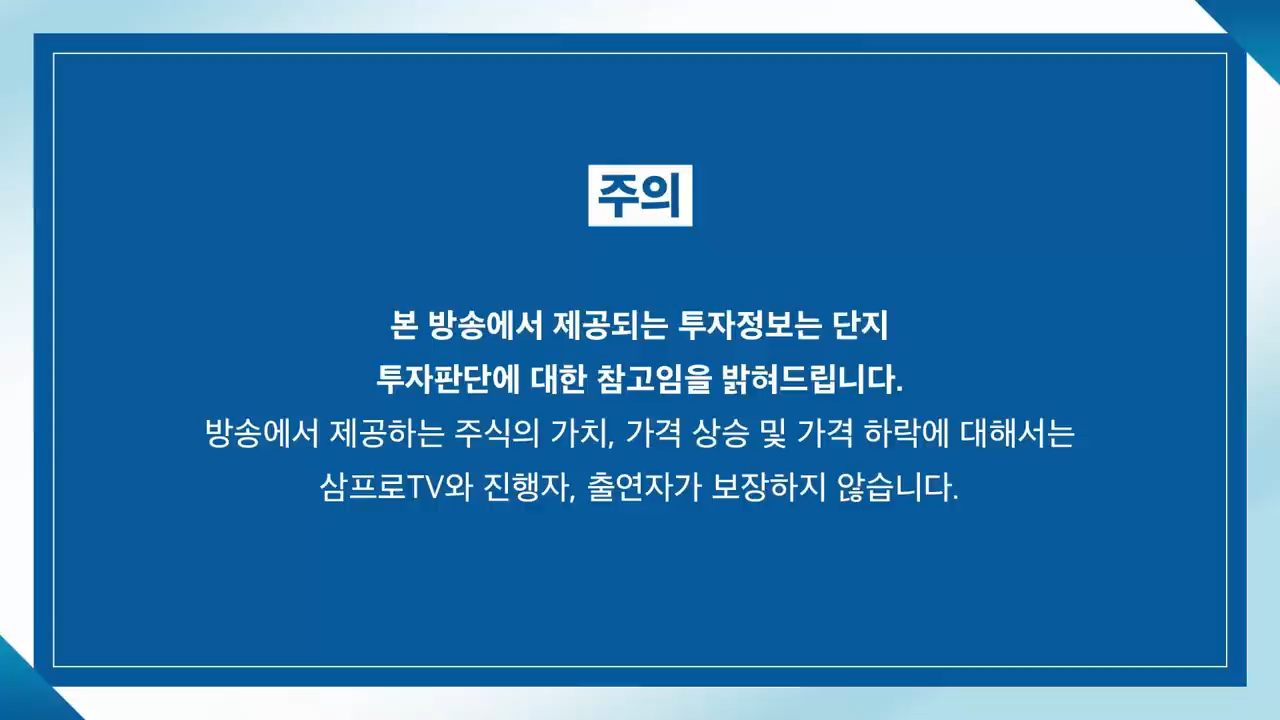 주의
본 방송에서 제공되는 투자정보는 단지
투자판단에 대한 참고임을 밝혀드립니다.
방송에서 제공하는 주식의 가치, 가격 상승 및 가격 하락에 대해서는
삼프로TV와 진행자, 출연자가 보장하지 않습니다.